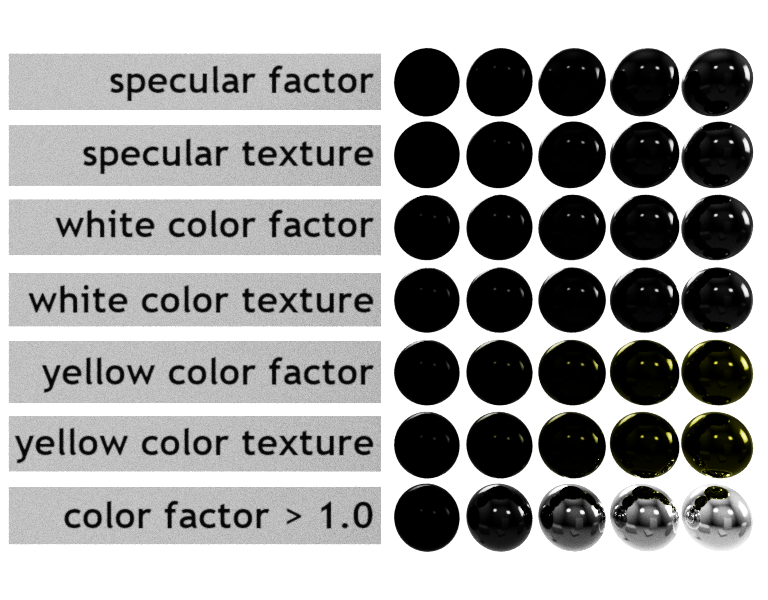 specular factor
specular texture
white color factor
white color texture
yellow color factor
yellow color texture
color factor > 1.0